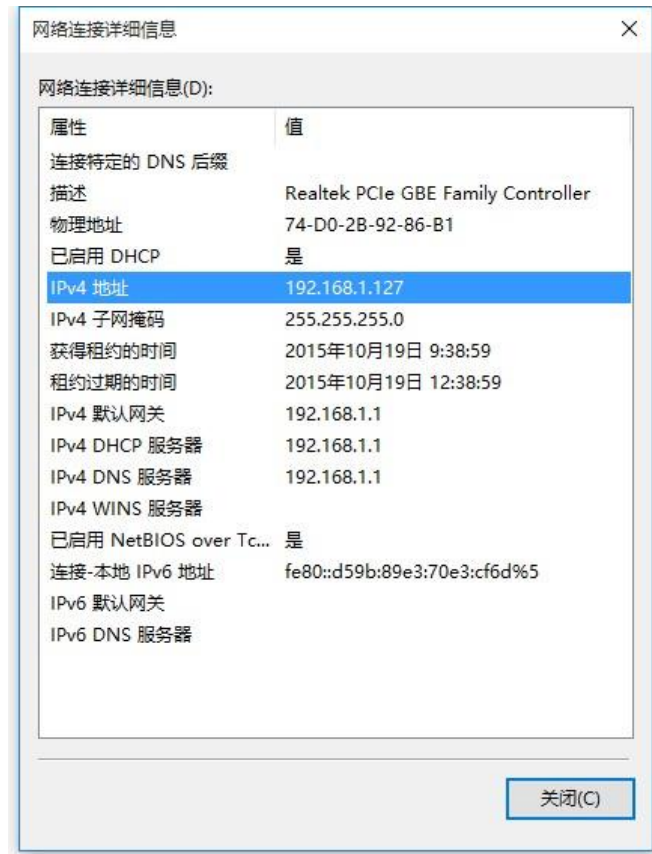 网络连接详细信息
网络连接详细信息(D):
属性 值
连接特定的 DNS 后缀
描述 Realtek PCIe GBE Family Controller
物理地址 74-D0-2B-92-86-B1
已启用 DHCP 是
IPv4 地址 192.168.1.127
IPv4 子网掩码 255.255.255.0
获得租约的时间 2015年10月19日 9:38:59
租约过期的时间 2015年10月19日 12:38:59
IPv4 默认网关 192.168.1.1
IPv4 DHCP 服务器 192.168.1.1
IPv4 DNS 服务器 192.168.1.1
IPv4 WINS 服务器
已启用 NetBIOS over Tc... 是
连接-本地 IPv6 地址 fe80::d59b:89e3:70e3:cf6d%5
IPv6 默认网关
IPv6 DNS 服务器
关闭(C)